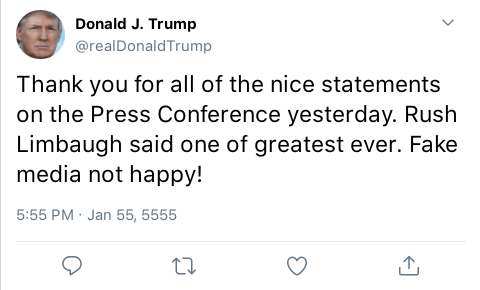 Donald J. Trump
@realDonaldTrump
Thank you for all of the nice statements
on the Press Conference yesterday. Rush
Limbaugh said one of greatest ever. Fake
media not happy!
5:55 PM · Jan 55, 5555